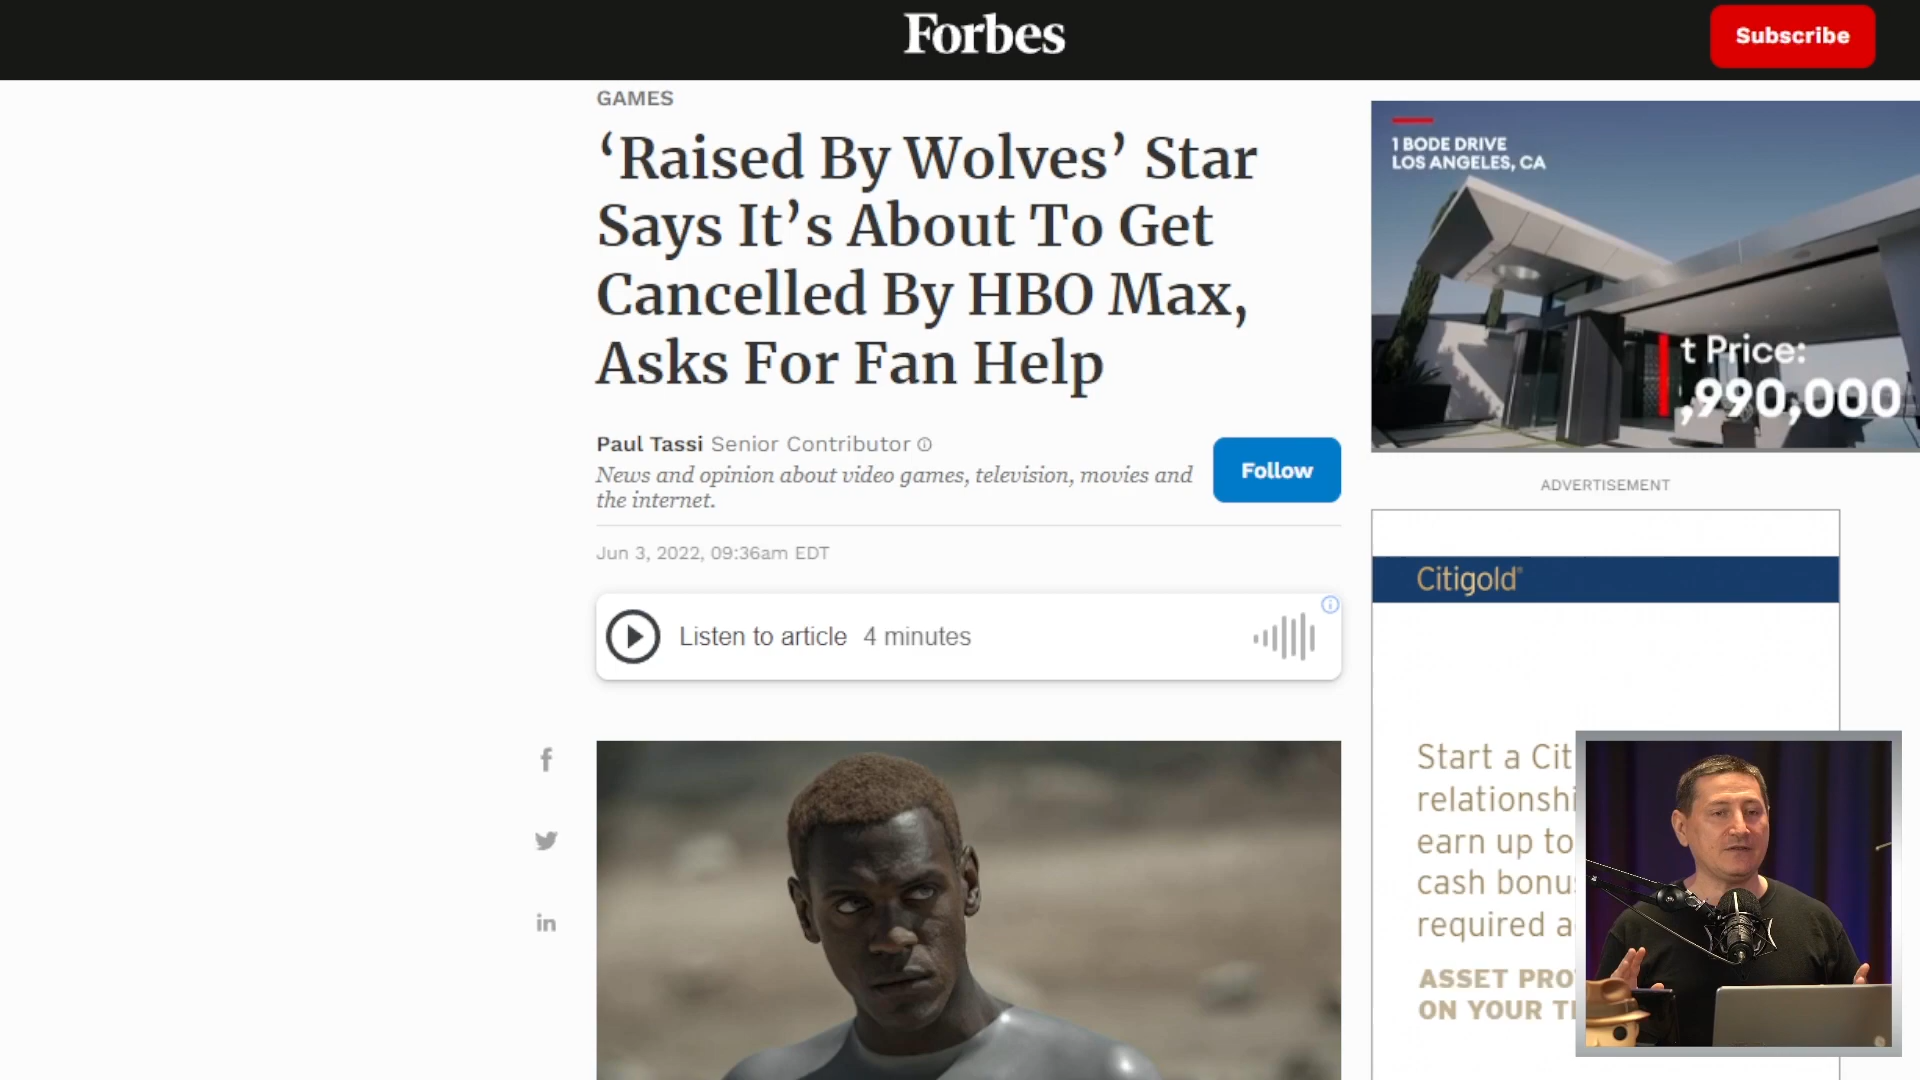 Forbes
Subscribe
GAMES
‘Raised By Wolves’ Star
Says It’s About To Get
Cancelled By HBO Max,
Asks For Fan Help
Paul Tassi Senior Contributor
News and opinion about video games, television, movies and
the internet.
Follow
Jun 3, 2022, 09:36am EDT
Listen to article 4 minutes
f
in
1 BODE DRIVE
LOS ANGELES, CA
t Price:
,990,000
ADVERTISEMENT
Citigold®
Start a Cit
relationshi
earn up to
cash bonu
required a
ASSET PRO
ON YOUR T